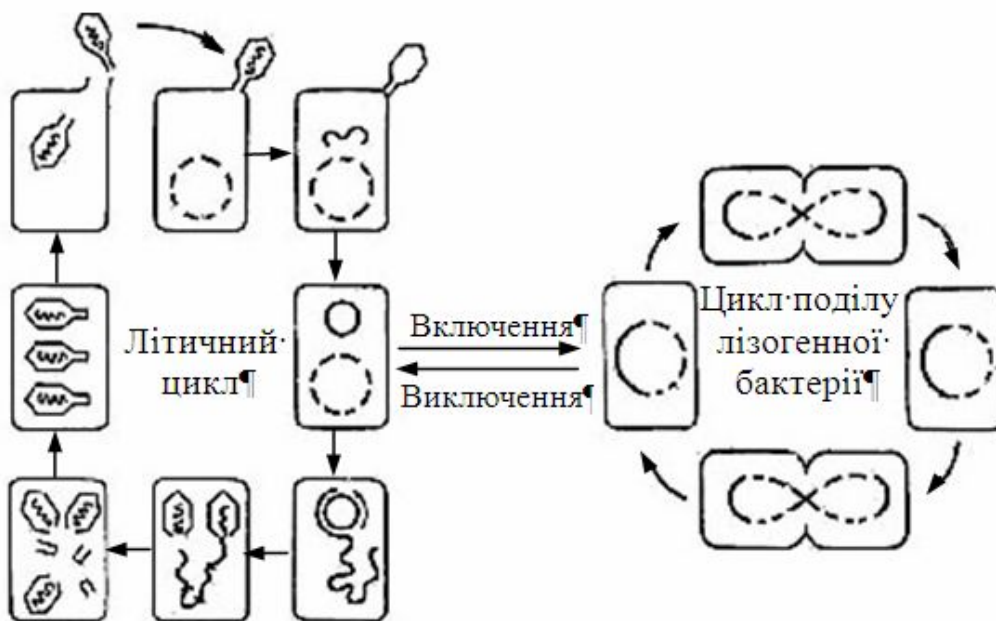 Літичний·
цикл¶
Включення¶
Виключення¶
Цикл·поділу
лізогенної·
бактерії¶